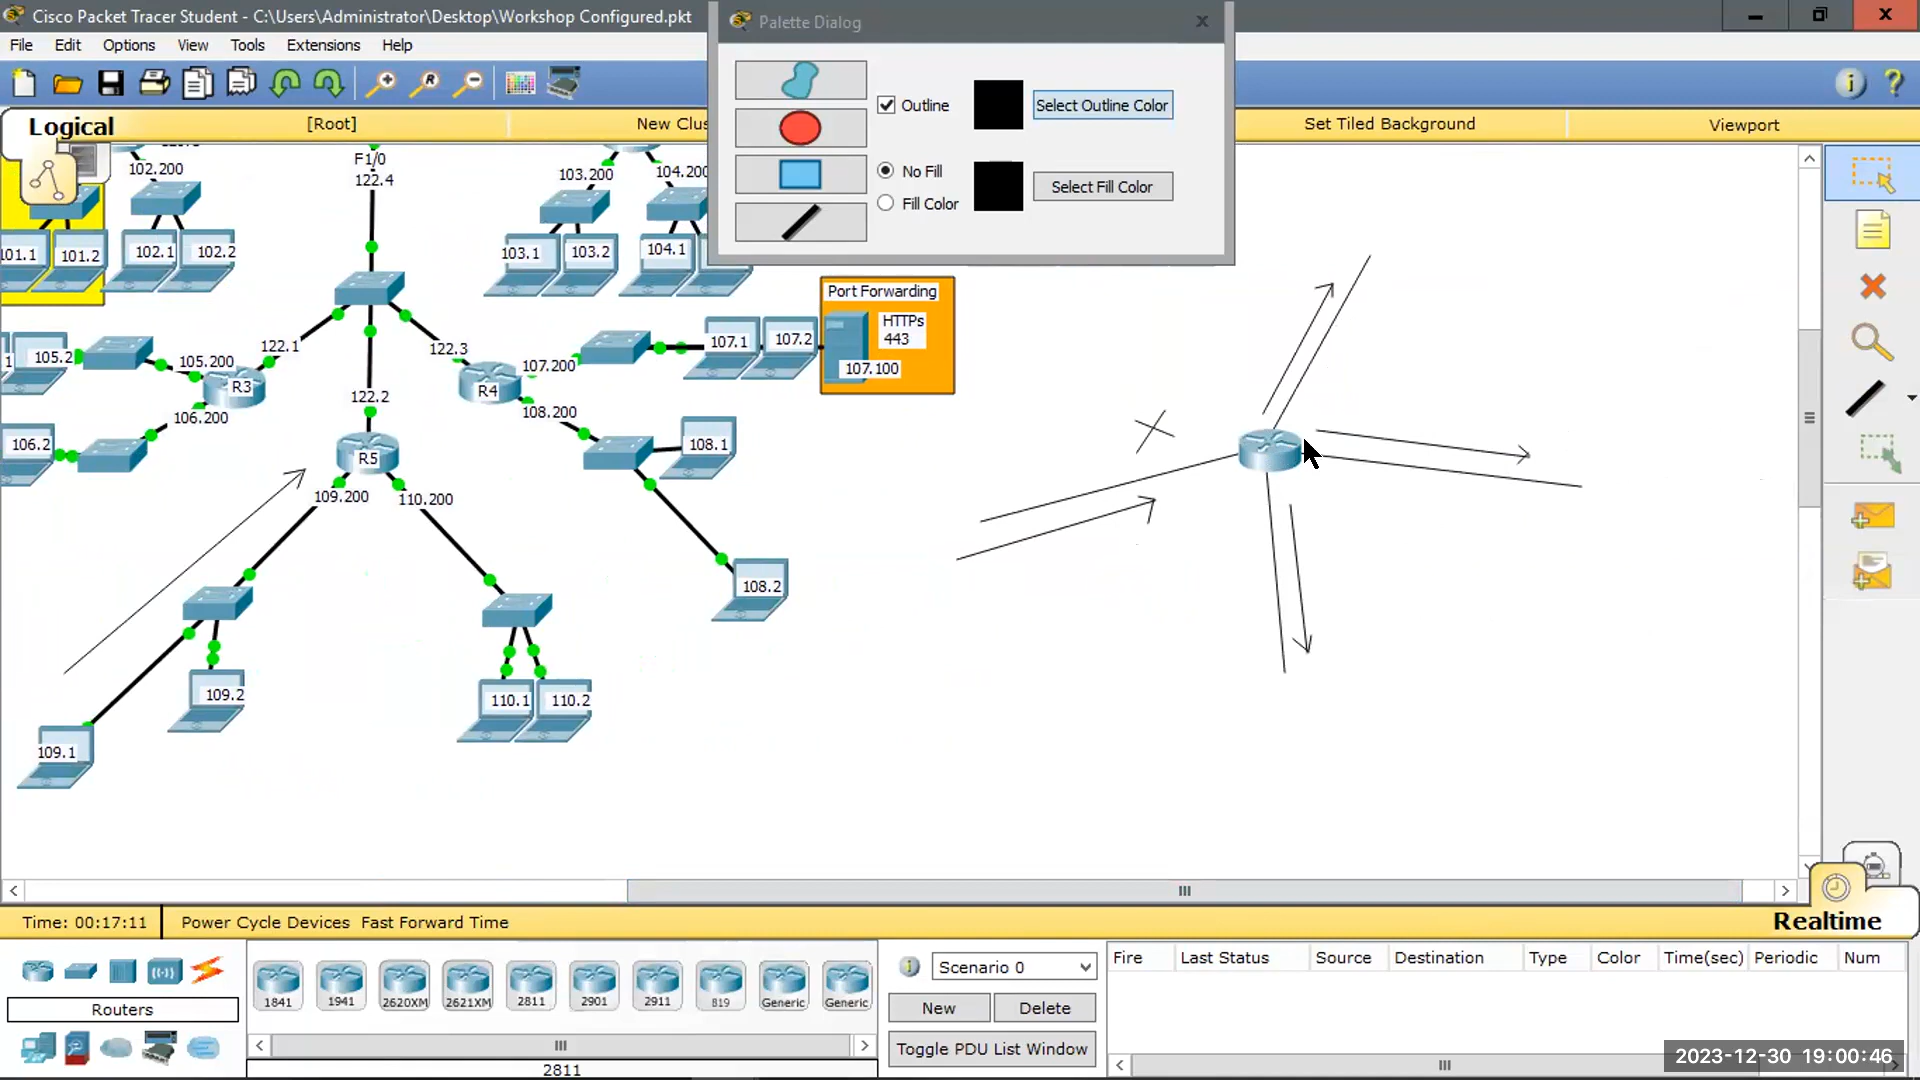 Cisco Packet Tracer Student - C:\Users\Administrator\Desktop\Workshop Configured.pkt
File Edit Options View Tools Extensions Help
Palette Dialog
Outline
Select Outline Color
No Fill
Fill Color
Select Fill Color
Logical
[Root]
New Clus
Set Tiled Background
Viewport
F1/0
122.4
102.200
103.200
104.200
101.1
101.2
102.1
102.2
103.1
103.2
104.1
Port Forwarding
HTTPs
443
107.100
105.2
105.200
122.1
122.3
107.200
107.1
107.2
R3
R4
106.200
122.2
108.200
106.2
R5
108.1
109.200
110.200
108.2
109.2
110.1
110.2
109.1
Time: 00:17:11
Power Cycle Devices Fast Forward Time
Realtime
Routers
1841
1941
2620XM
2621XM
2811
2901
2911
819
Generic
Generic
2811
Scenario 0
New
Delete
Toggle PDU List Window
Fire Last Status Source Destination Type Color Time(sec) Periodic Num
2023-12-30 19:00:46